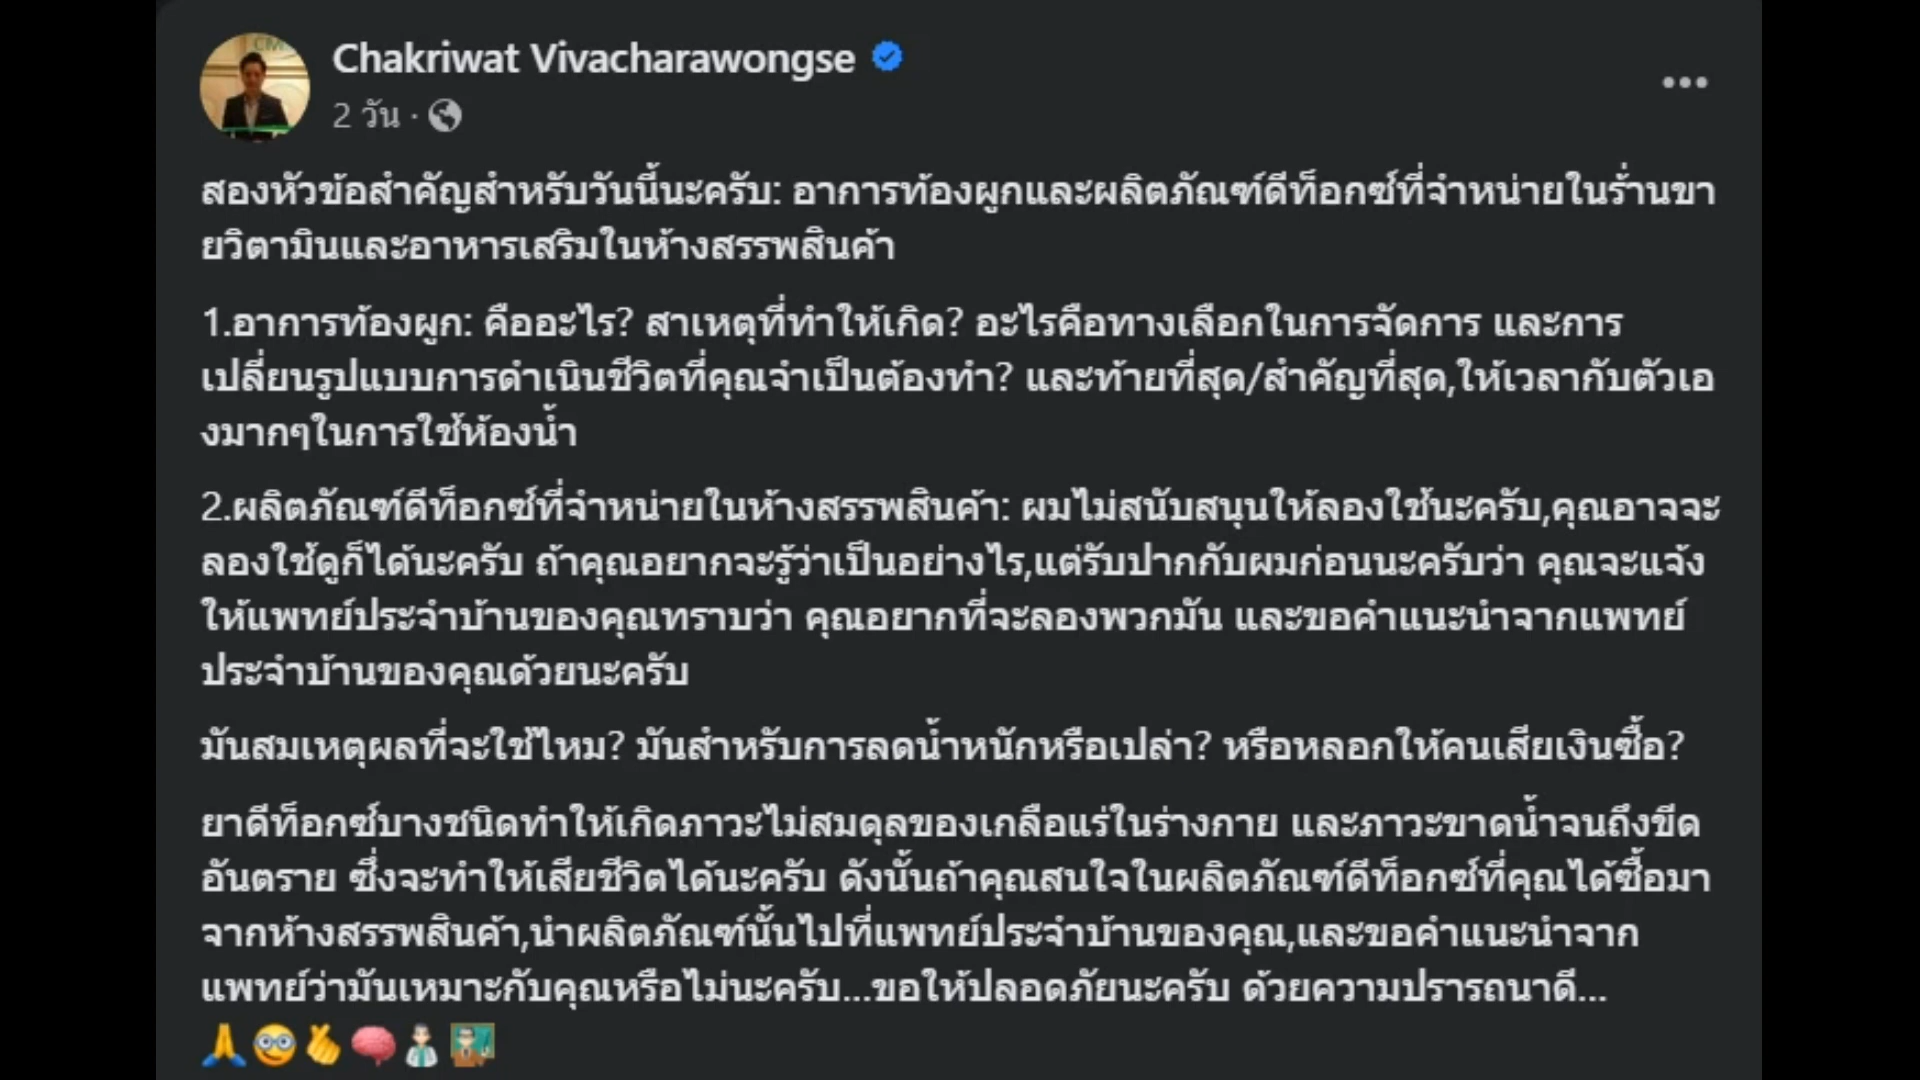 Chakriwat Vivacharawongse
2 วัน ·
สองหัวข้อสำคัญสำหรับวันนี้นะครับ: อาการท้องผูกและผลิตภัณฑ์ดีท็อกซ์ที่จำหน่ายในร้่านขา
ยวิตามินและอาหารเสริมในห้างสรรพสินค้า
1.อาการท้องผูก: คืออะไร? สาเหตุที่ทำให้เกิด? อะไรคือทางเลือกในการจัดการ และการ
เปลี่ยนรูปแบบการดำเนินชีวิตที่คุณจำเป็นต้องทำ? และท้ายที่สุด/สำคัญที่สุด,ให้เวลากับตัวเอ
งมากๆในการใช้ห้องน้ำ
2.ผลิตภัณฑ์ดีท็อกซ์ที่จำหน่ายในห้างสรรพสินค้า: ผมไม่สนับสนุนให้ลองใช้นะครับ,คุณอาจจะ
ลองใช้ดูก็ได้นะครับ ถ้าคุณอยากจะรู้ว่าเป็นอย่างไร,แต่รับปากกับผมก่อนนะครับว่า คุณจะแจ้ง
ให้แพทย์ประจำบ้านของคุณทราบว่า คุณอยากที่จะลองพวกมัน และขอคำแนะนำจากแพทย์
ประจำบ้านของคุณด้วยนะครับ
มันสมเหตุผลที่จะใช้ไหม? มันสำหรับการลดน้ำหนักหรือเปล่า? หรือหลอกให้คนเสียเงินซื้อ?
ยาดีท็อกซ์บางชนิดทำให้เกิดภาวะไม่สมดุลของเกลือแร่ในร่างกาย และภาวะขาดน้ำจนถึงขีด
อันตราย ซึ่งจะทำให้เสียชีวิตได้นะครับ ดังนั้นถ้าคุณสนใจในผลิตภัณฑ์ดีท็อกซ์ที่คุณได้ซื้อมา
จากห้างสรรพสินค้า,นำผลิตภัณฑ์นั้นไปที่แพทย์ประจำบ้านของคุณ,และขอคำแนะนำจาก
แพทย์ว่ามันเหมาะกับคุณหรือไม่นะครับ...ขอให้ปลอดภัยนะครับ ด้วยความปรารถนาดี...